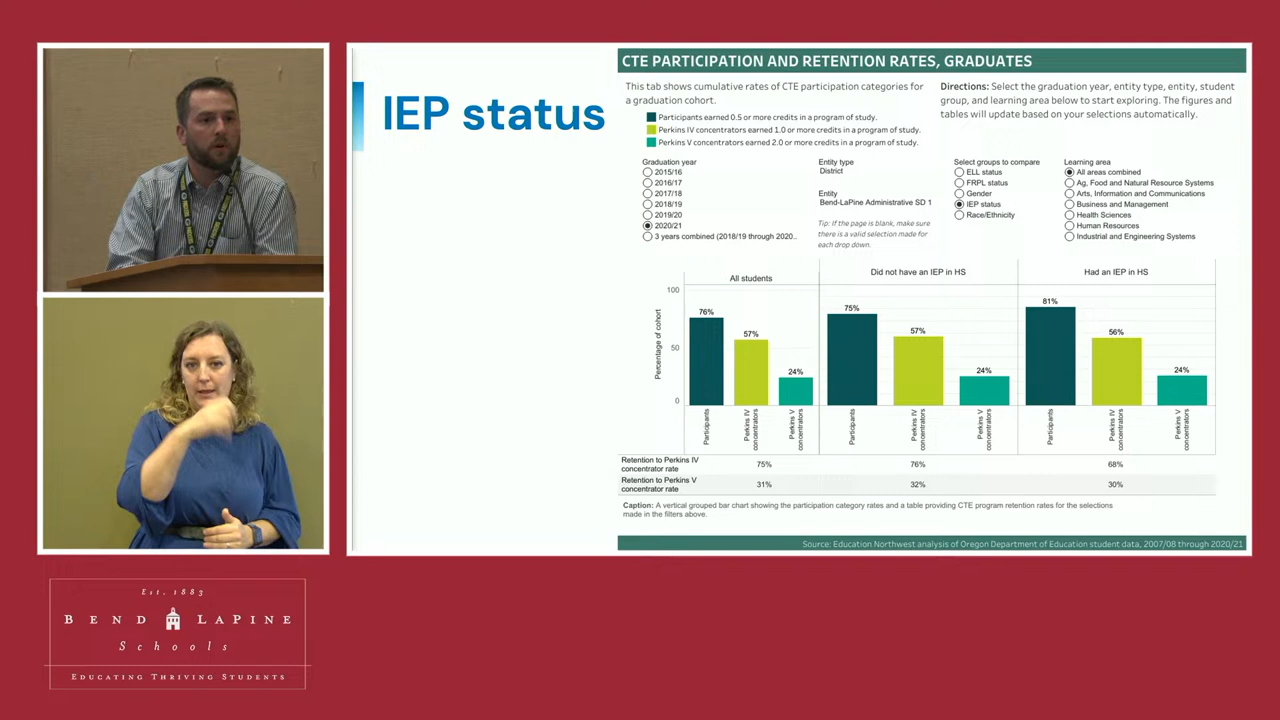 IEP status
CTE PARTICIPATION AND RETENTION RATES, GRADUATES
This tab shows cumulative rates of CTE participation categories for
a graduation cohort.
Participants earned 0.5 or more credits in a program of study.
Perkins IV concentrators earned 1.0 or more credits in a program of study.
Perkins V concentrators earned 2.0 or more credits in a program of study.
Directions: Select the graduation year, entity type, entity, student
group, and learning area below to start exploring. The figures and
tables will update based on your selections automatically.
Graduation year
2015/16
2016/17
2017/18
2018/19
2019/20
2020/21
3 years combined (2018/19 through 2020..
Entity type
District
Entity
Bend-LaPine Administrative SD 1
Tip: If the page is blank, make sure
there is a valid selection made for
each drop down.
Select groups to compare
ELL status
FRPL status
Gender
IEP status
Race/Ethnicity
Learning area
All areas combined
Ag, Food and Natural Resource Systems
Arts, Information and Communications
Business and Management
Health Sciences
Human Resources
Industrial and Engineering Systems
All students
Did not have an IEP in HS
Had an IEP in HS
Percentage of cohort
100
50
0
76%
57%
24%
75%
57%
24%
81%
56%
24%
Participants
Perkins IV
concentrators
Perkins V
concentrators
Participants
Perkins IV
concentrators
Perkins V
concentrators
Participants
Perkins IV
concentrators
Perkins V
concentrators
Retention to Perkins IV
concentrator rate
75%
76%
68%
Retention to Perkins V
concentrator rate
31%
32%
30%
Caption: A vertical grouped bar chart showing the participation category rates and a table providing CTE program retention rates for the selections
made in the filters above.
Source: Education Northwest analysis of Oregon Department of Education student data, 2007/08 through 2020/21
Est. 1883
BEND LAPINE
Schools
EDUCATING THRIVING STUDENTS